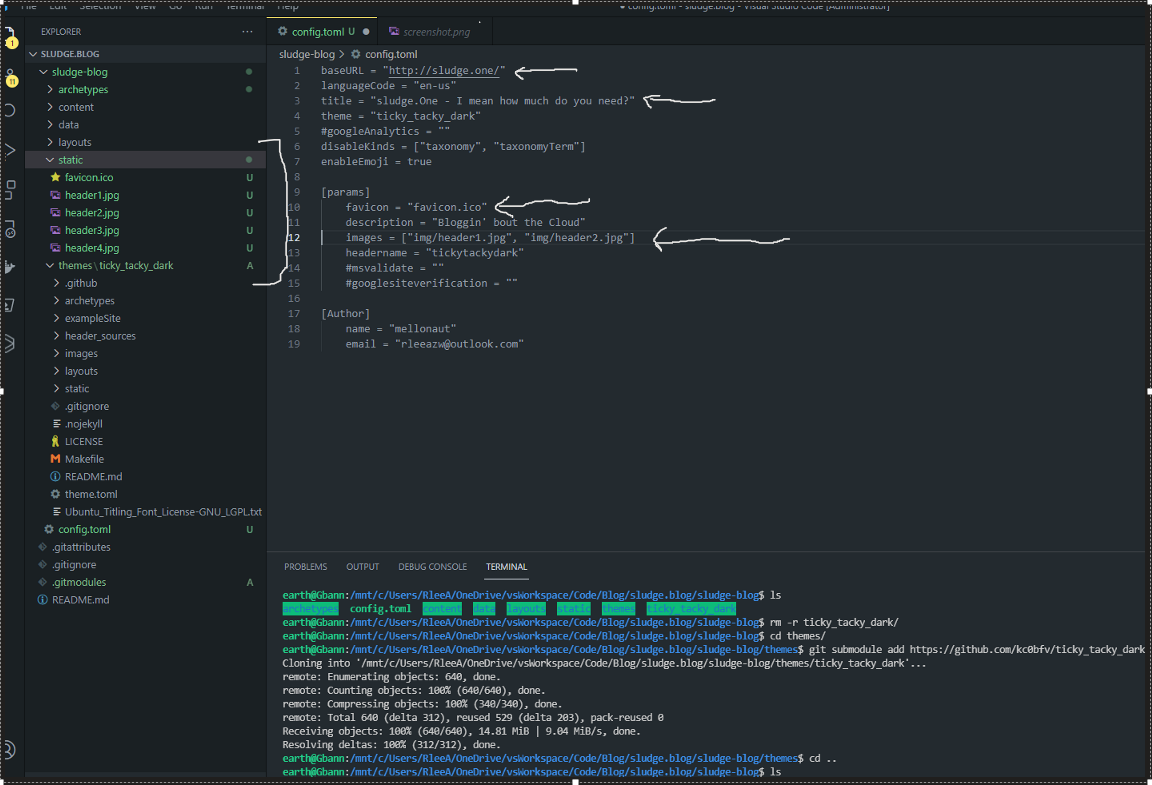 File Edit Selection View Go Run Terminal Help
config.toml - sludge.blog - Visual Studio Code [Administrator]
1
11
EXPLORER
SLUDGE.BLOG
sludge-blog
archetypes
content
data
layouts
static
favicon.ico U
header1.jpg U
header2.jpg U
header3.jpg U
header4.jpg U
themes\ticky_tacky_dark A
.github
archetypes
exampleSite
header_sources
images
layouts
static
.gitignore
.nojekyll
LICENSE
Makefile
README.md
theme.toml
Ubuntu_Titling_Font_License-GNU_LGPL.txt
config.toml U
.gitattributes
.gitignore
.gitmodules A
README.md
config.toml U
screenshot.png
sludge-blog > config.toml
1 baseURL = "http://sludge.one/"
2 languageCode = "en-us"
3 title = "sludge.One - I mean how much do you need?"
4 theme = "ticky_tacky_dark"
5 #googleAnalytics = ""
6 disableKinds = ["taxonomy", "taxonomyTerm"]
7 enableEmoji = true
8
9 [params]
10 favicon = "favicon.ico"
11 description = "Bloggin' bout the Cloud"
12 images = ["img/header1.jpg", "img/header2.jpg"]
13 headername = "tickytackydark"
14 #msvalidate = ""
15 #googlesiteverification = ""
16
17 [Author]
18 name = "mellonaut"
19 email = "rleeazw@outlook.com"
PROBLEMS OUTPUT DEBUG CONSOLE TERMINAL
earth@Gbann:/mnt/c/Users/RleeA/OneDrive/vsWorkspace/Code/Blog/sludge.blog/sludge-blog$ ls
archetypes config.toml content data layouts static themes ticky_tacky_dark
earth@Gbann:/mnt/c/Users/RleeA/OneDrive/vsWorkspace/Code/Blog/sludge.blog/sludge-blog$ rm -r ticky_tacky_dark/
earth@Gbann:/mnt/c/Users/RleeA/OneDrive/vsWorkspace/Code/Blog/sludge.blog/sludge-blog$ cd themes/
earth@Gbann:/mnt/c/Users/RleeA/OneDrive/vsWorkspace/Code/Blog/sludge.blog/sludge-blog/themes$ git submodule add https://github.com/kc0bfv/ticky_tacky_dark
Cloning into '/mnt/c/Users/RleeA/OneDrive/vsWorkspace/Code/Blog/sludge.blog/sludge-blog/themes/ticky_tacky_dark'...
remote: Enumerating objects: 640, done.
remote: Counting objects: 100% (640/640), done.
remote: Compressing objects: 100% (340/340), done.
remote: Total 640 (delta 312), reused 529 (delta 203), pack-reused 0
Receiving objects: 100% (640/640), 14.81 MiB | 9.04 MiB/s, done.
Resolving deltas: 100% (312/312), done.
earth@Gbann:/mnt/c/Users/RleeA/OneDrive/vsWorkspace/Code/Blog/sludge.blog/sludge-blog/themes$ cd ..
earth@Gbann:/mnt/c/Users/RleeA/OneDrive/vsWorkspace/Code/Blog/sludge.blog/sludge-blog$ ls